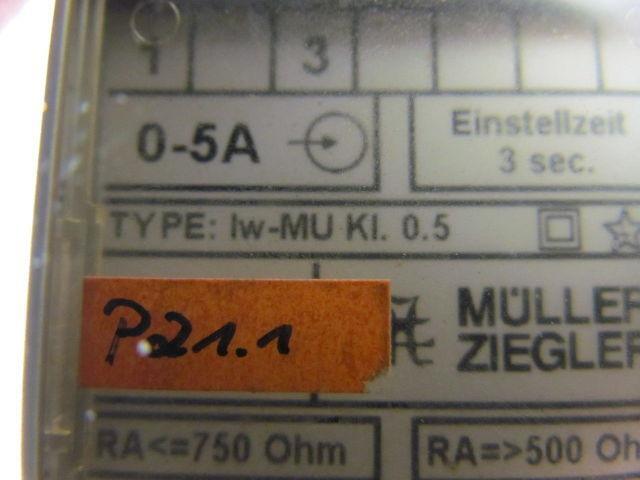 1 3
0-5A
Einstellzeit
3 sec.
TYPE: Iw-MU Kl. 0.5
P21.1
MÜLLER
ZIEGLER
RA<=750 Ohm
RA=>500 Oh